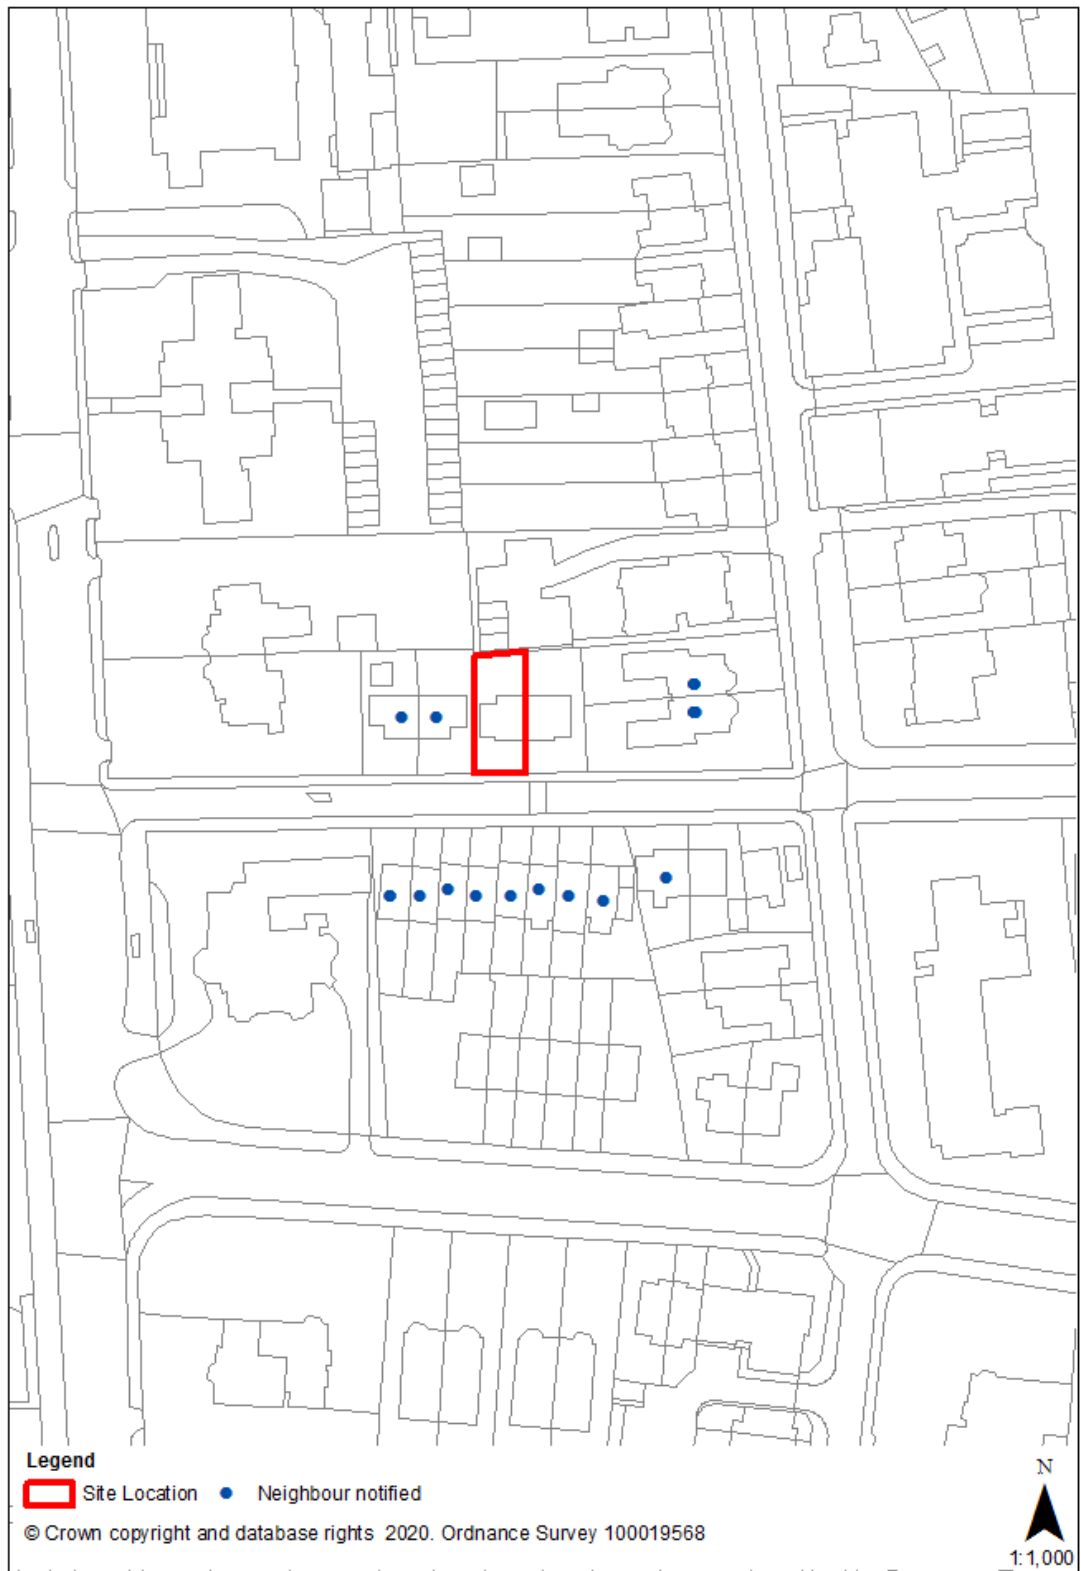 Legend
Site Location
Neighbour notified
© Crown copyright and database rights 2020. Ordnance Survey 100019568
N
1:1,000